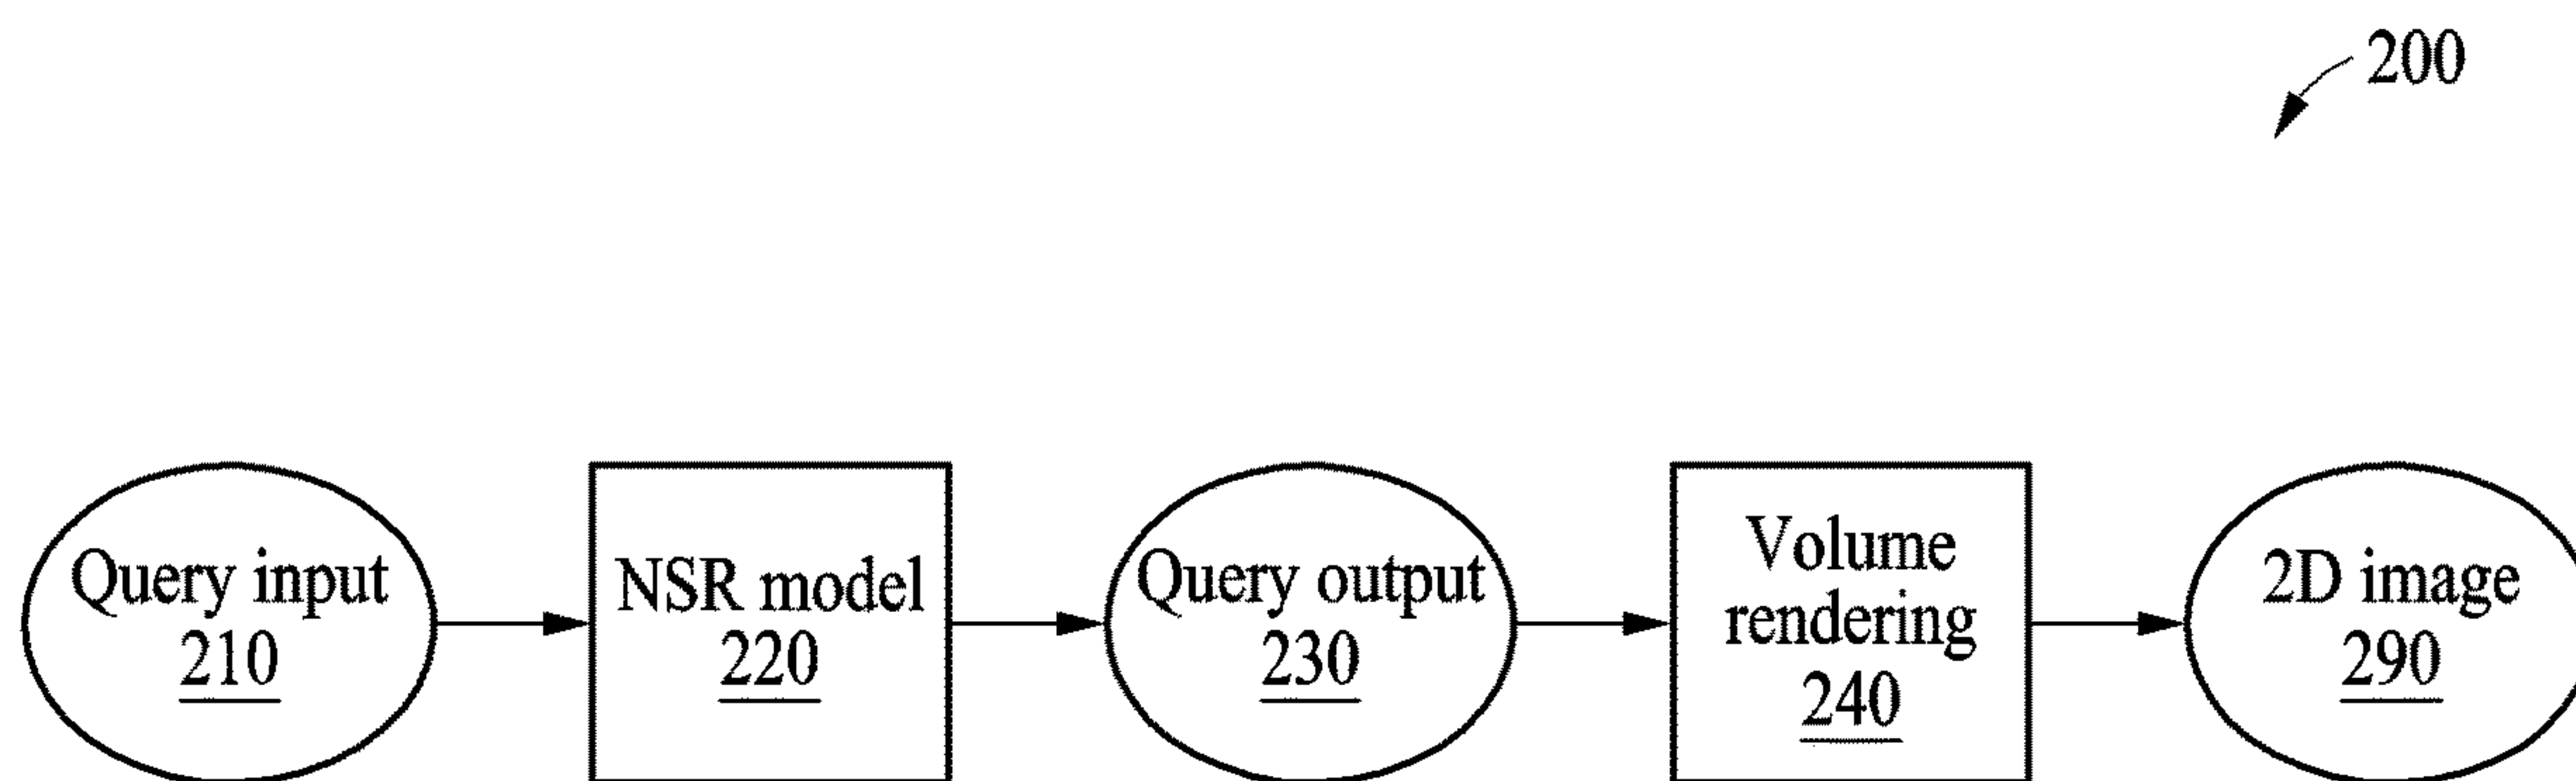 200
Query input
210
NSR model
220
Query output
230
Volume
rendering
240
2D image
290